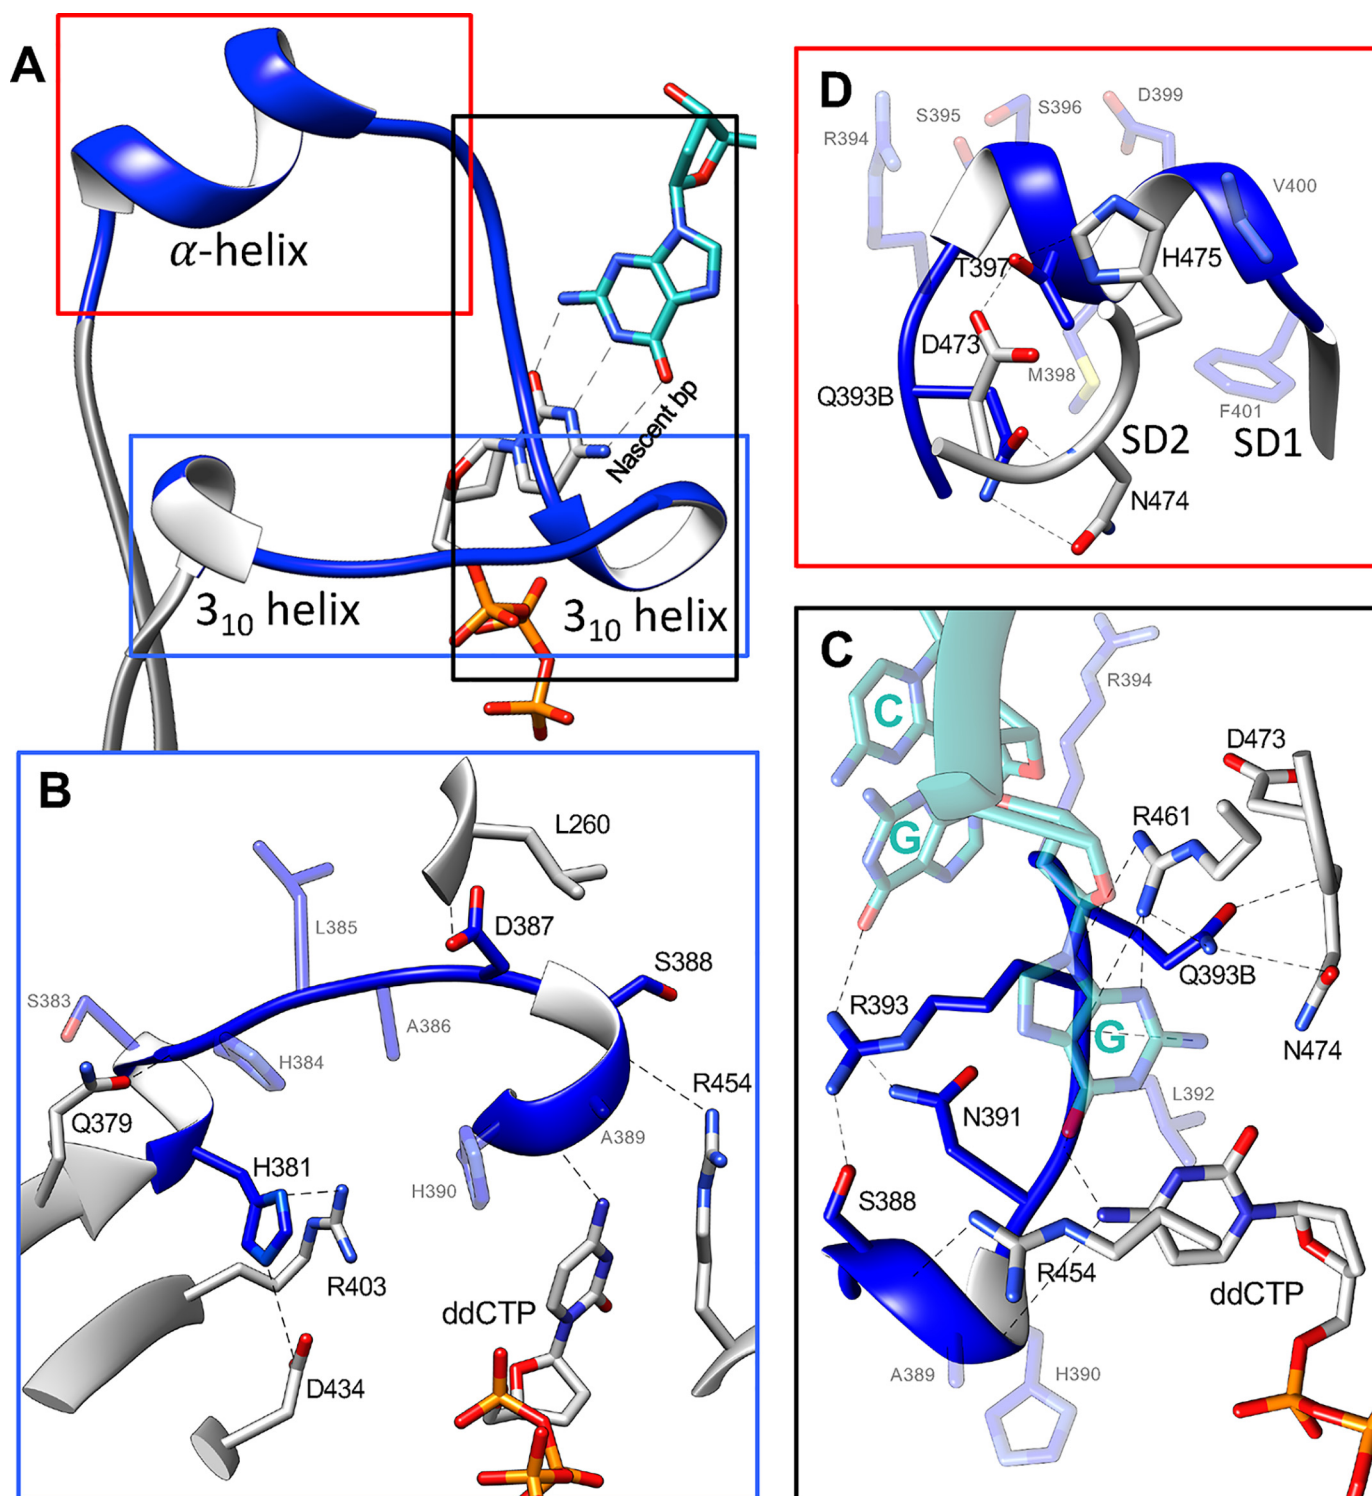 A
α-helix
Nascent bp
3₁₀ helix
3₁₀ helix
D
R394
S395
S396
D399
V400
T397
H475
D473
M398
Q393B
F401
SD2
SD1
N474
B
L260
L385
D387
S388
S383
A386
H384
R454
Q379
A389
H381
H390
R403
ddCTP
D434
C
R394
C
D473
R461
G
Q393B
R393
G
N474
L392
N391
S388
R454
ddCTP
A389
H390